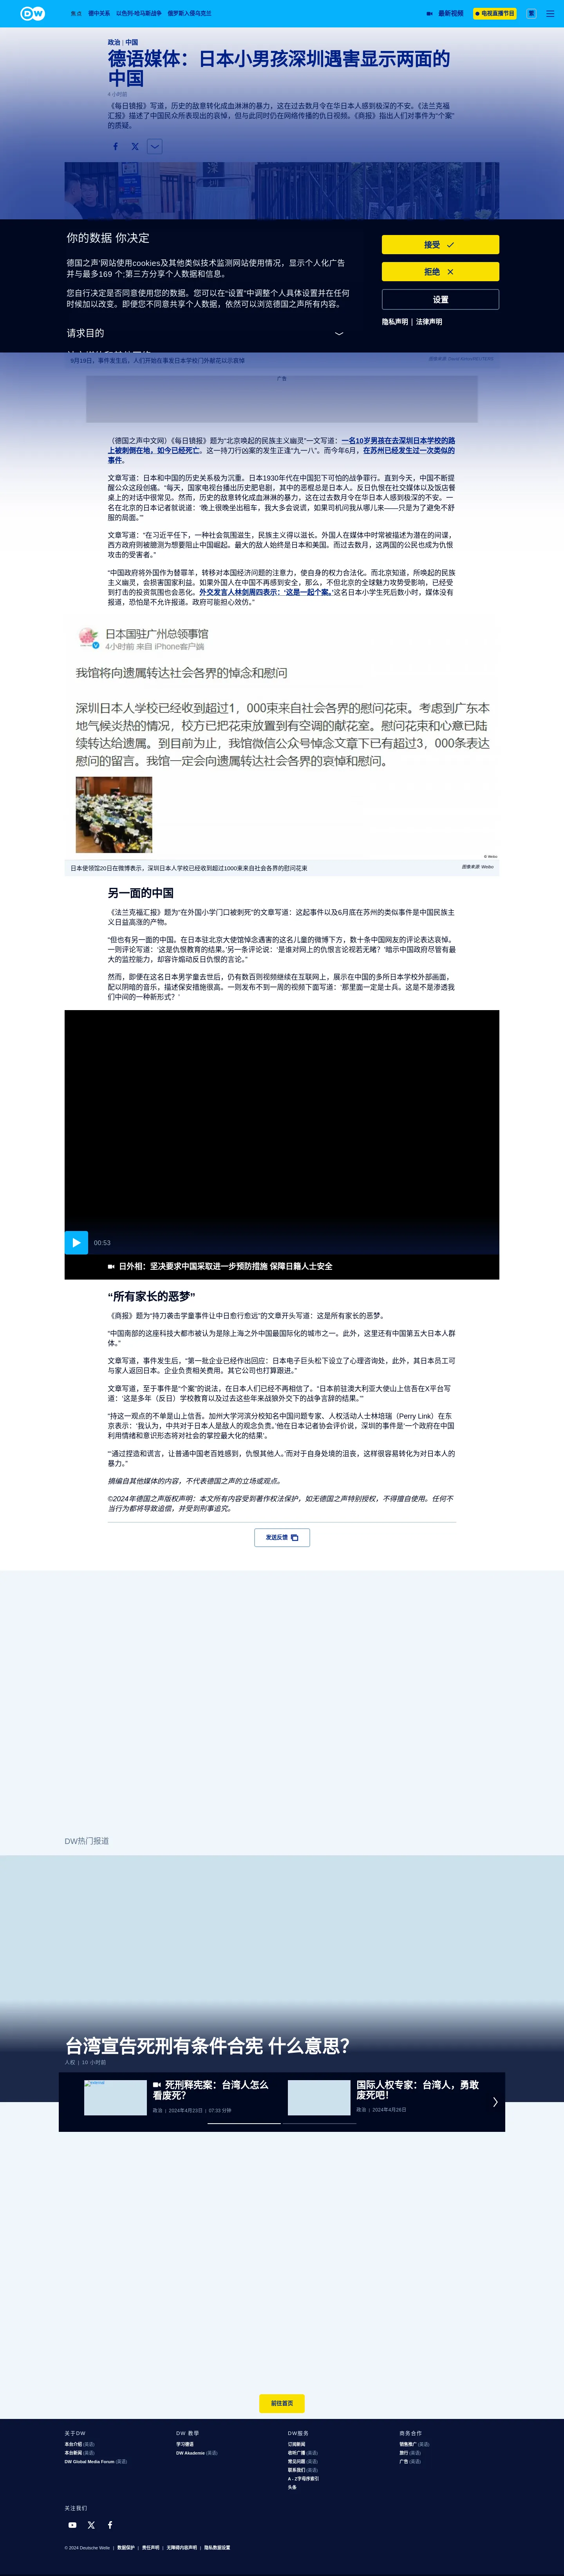 DW
焦点 德中关系 以色列-哈马斯战争 俄罗斯入侵乌克兰
最新视频
电视直播节目
繁
政治 | 中国
德语媒体：日本小男孩深圳遇害显示两面的
中国
4 小时前
《每日镜报》写道，历史的故意转化成血淋淋的暴力，这在过去数月令在华日本人感到极深的不安。《法兰克福
汇报》描述了中国民众所表现出的哀悼，但与此同时仍在网络传播的仇日视频。《商报》指出人们对事件为“个案”
的质疑。
你的数据 你决定
德国之声’网站使用cookies及其他类似技术监测网站使用情况，显示个人化广告
并与最多169 个;第三方分享个人数据和信息。
您自行决定是否同意使用您的数据。您可以在“设置”中调整个人具体设置并在任何
时候加以改变。即便您不同意共享个人数据，依然可以浏览德国之声所有内容。
请求目的
接受
拒绝
设置
隐私声明 | 法律声明
9月19日，事件发生后，人们开始在事发日本学校门外献花以示哀悼
广告
（德国之声中文网）《每日镜报》题为“北京唤起的民族主义幽灵”一文写道：一名10岁男孩在去深圳日本学校的路
上被刺倒在地，如今已经死亡。这一持刀行凶案的发生正逢“九一八”。而今年6月，在苏州已经发生过一次类似的
事件。
文章写道：日本和中国的历史关系极为沉重。日本1930年代在中国犯下可怕的战争罪行。直到今天，中国不断提
醒公众这段创痛。“每天，国家电视台播出历史肥皂剧，其中的恶棍总是日本人。反日仇恨在社交媒体以及饭店餐
桌上的对话中很常见。然而，历史的故意转化成血淋淋的暴力，这在过去数月令在华日本人感到极深的不安。一
名在北京的日本记者就说道：‘晚上很晚坐出租车，我大多会说谎，如果司机问我从哪儿来——只是为了避免不舒
服的局面。’”
文章写道：“在习近平任下，一种社会氛围滋生，民族主义得以滋长。外国人在媒体中时常被描述为潜在的间谍，
西方政府则被臆测为想要阻止中国崛起。最大的敌人始终是日本和美国。而过去数月，这两国的公民也成为仇恨
攻击的受害者。”
“中国政府将外国作为替罪羊，转移对本国经济问题的注意力，使自身的权力合法化。而北京知道，所唤起的民族
主义幽灵，会损害国家利益。如果外国人在中国不再感到安全，那么，不但北京的全球魅力攻势受影响，已经受
到打击的投资氛围也会恶化。外交发言人林剑周四表示：‘这是一起个案。’这名日本小学生死后数小时，媒体没有
报道，恐怕是不允许报道。政府可能担心效仿。”
日本国驻广州总领事馆
4小时前 来自 iPhone客户端
我馆将向遗属转达社会各界的悼念和慰问
深圳日本人学校已经收到超过1，000束来自社会各界的慰问花束。考虑到广东本
地气候炎热的情况，校方已把花束放置到有空调的献花室。慰问花束和心意已陆
续转达给遗属。到目前为止，我馆微信公众号悼念文章下已有超过3，000条表达
慰问的留言。我馆一定会向遗属转达社会各界的哀悼和慰问。
© Weibo
日本使领馆20日在微博表示，深圳日本人学校已经收到超过1000束来自社会各界的慰问花束
图像来源: Weibo
另一面的中国
《法兰克福汇报》题为“在外国小学门口被刺死”的文章写道：这起事件以及6月底在苏州的类似事件是中国民族主
义日益高涨的产物。
“但也有另一面的中国。在日本驻北京大使馆悼念遇害的这名儿童的微博下方，数十条中国网友的评论表达哀悼。
一则评论写道：‘这是仇恨教育的结果。’另一条评论说：‘是谁对网上的仇恨言论视若无睹？’暗示中国政府尽管有最
大的监控能力，却容许煽动反日仇恨的言论。”
然而，即便在这名日本男学童去世后，仍有数百则视频继续在互联网上，展示在中国的多所日本学校外部画面，
配以阴暗的音乐，描述保安措施很高。一则发布不到一周的视频下面写道：‘那里面一定是士兵。这是不是渗透我
们中间的一种新形式？’
00:53
日外相：坚决要求中国采取进一步预防措施 保障日籍人士安全
“所有家长的恶梦”
《商报》题为“持刀袭击学童事件让中日愈行愈远”的文章开头写道：这是所有家长的恶梦。
“中国南部的这座科技大都市被认为是除上海之外中国最国际化的城市之一。此外，这里还有中国第五大日本人群
体。”
文章写道，事件发生后，“第一批企业已经作出回应：日本电子巨头松下设立了心理咨询处，此外，其日本员工可
与家人返回日本。企业负责相关费用。其它公司也打算跟进。”
文章写道，至于事件是“个案”的说法，在日本人们已经不再相信了。“日本前驻澳大利亚大使山上信吾在X平台写
道：‘这是多年（反日）学校教育以及过去这些年来战狼外交下的战争言辞的结果。’”
“持这一观点的不单是山上信吾。加州大学河滨分校知名中国问题专家、人权活动人士林培瑞（Perry Link）在东
京表示：‘我认为，中共对于日本人是敌人的观念负责。’他在日本记者协会评价说，深圳的事件是‘一个政府在中国
利用情绪和意识形态将对社会的掌控最大化的结果’。
“‘通过捏造和谎言，让普通中国老百姓感到，仇恨其他人。’而对于自身处境的沮丧，这样很容易转化为对日本人的
暴力。”
摘编自其他媒体的内容，不代表德国之声的立场或观点。
©2024年德国之声版权声明：本文所有内容受到著作权法保护，如无德国之声特别授权，不得擅自使用。任何不
当行为都将导致追偿，并受到刑事追究。
发送反馈
DW热门报道
台湾宣告死刑有条件合宪 什么意思？
人权 | 10 小时前
死刑释宪案：台湾人怎么
看废死？
政治 | 2024年4月23日 | 07:33 分钟
国际人权专家：台湾人，勇敢
废死吧！
政治 | 2024年4月26日
前往首页
关于DW
本台介绍 (英语)
本台新闻 (英语)
DW Global Media Forum (英语)
DW 教學
学习德语
DW Akademie (英语)
DW服务
订阅新闻
收听广播 (英语)
常见问题 (英语)
联系我们 (英语)
A - Z字母序索引
头条
商务合作
销售推广 (英语)
旅行 (英语)
广告 (英语)
关注我们
© 2024 Deutsche Welle | 数据保护 | 责任声明 | 无障碍内容声明 | 隐私数据设置